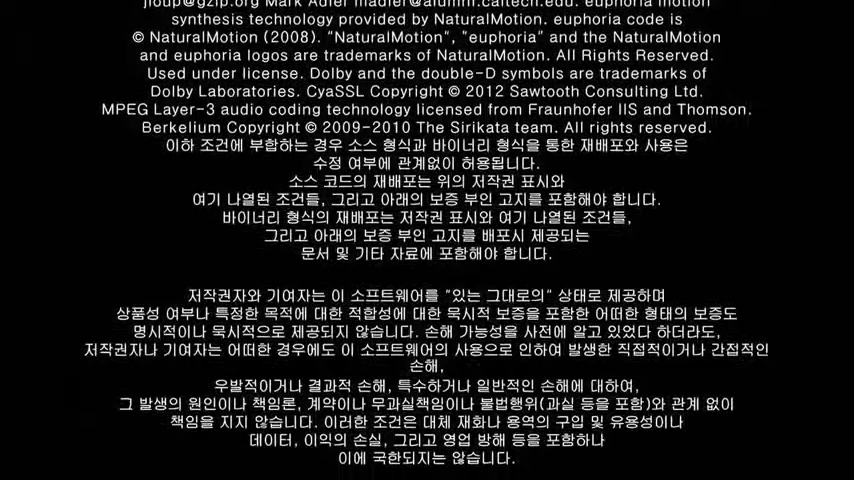 jloup@gzip.org Mark Adler madler@alumni.caltech.edu. euphoria motion
synthesis technology provided by NaturalMotion. euphoria code is
© NaturalMotion (2008). "NaturalMotion", "euphoria" and the NaturalMotion
and euphoria logos are trademarks of NaturalMotion. All Rights Reserved.
Used under license. Dolby and the double-D symbols are trademarks of
Dolby Laboratories. CyaSSL Copyright © 2012 Sawtooth Consulting Ltd.
MPEG Layer-3 audio coding technology licensed from Fraunhofer IIS and Thomson.
Berkelium Copyright © 2009-2010 The Sirikata team. All rights reserved.
이하 조건에 부합하는 경우 소스 형식과 바이너리 형식을 통한 재배포와 사용은
수정 여부에 관계없이 허용됩니다.
소스 코드의 재배포는 위의 저작권 표시와
여기 나열된 조건들, 그리고 아래의 보증 부인 고지를 포함해야 합니다.
바이너리 형식의 재배포는 저작권 표시와 여기 나열된 조건들,
그리고 아래의 보증 부인 고지를 배포시 제공되는
문서 및 기타 자료에 포함해야 합니다.
저작권자와 기여자는 이 소프트웨어를 "있는 그대로의" 상태로 제공하며
상품성 여부나 특정한 목적에 대한 적합성에 대한 묵시적 보증을 포함한 어떠한 형태의 보증도
명시적이나 묵시적으로 제공되지 않습니다. 손해 가능성을 사전에 알고 있었다 하더라도,
저작권자나 기여자는 어떠한 경우에도 이 소프트웨어의 사용으로 인하여 발생한 직접적이거나 간접적인
손해,
우발적이거나 결과적 손해, 특수하거나 일반적인 손해에 대하여,
그 발생의 원인이나 책임론, 계약이나 무과실책임이나 불법행위(과실 등을 포함)와 관계 없이
책임을 지지 않습니다. 이러한 조건은 대체 재화나 용역의 구입 및 유용성이나
데이터, 이익의 손실, 그리고 영업 방해 등을 포함하나
이에 국한되지는 않습니다.